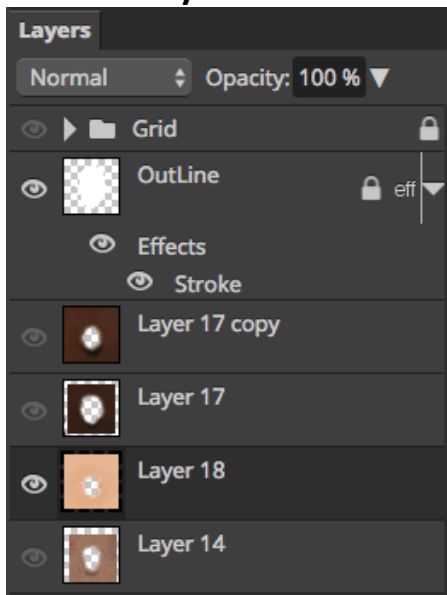 Layers
Normal Opacity: 100 % ▼
Grid
OutLine eff
Effects
Stroke
Layer 17 copy
Layer 17
Layer 18
Layer 14